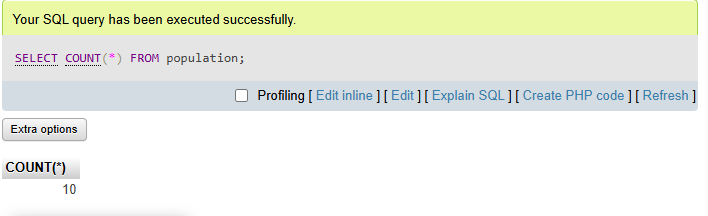 Your SQL query has been executed successfully.
SELECT COUNT(*) FROM population;
Profiling [ Edit inline ] [ Edit ] [ Explain SQL ] [ Create PHP code ] [ Refresh ]
Extra options
COUNT(*)
10